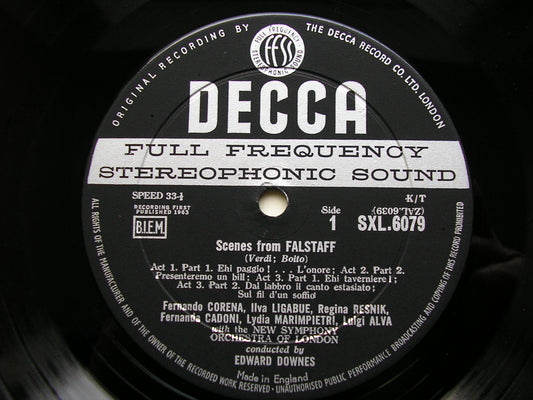 ORIGINAL RECORDING BY
THE DECCA RECORD CO. LTD. LONDON
FULL FREQUENCY
ffss
STEREOPHONIC SOUND
DECCA
FULL FREQUENCY
STEREOPHONIC SOUND
SPEED 33⅓
K/T
RECORDING FIRST
PUBLISHED 1963
Side
(ZAL-6039)
B.I.E.M.
1
SXL.6079
Scenes from FALSTAFF
(Verdi; Boito)
Act 1. Part 1. Ehi paggio! . . . L'onore; Act 2. Part 2.
Presenteremo un bill; Act 3. Part 1. Ehi taverniere!;
Act 3. Part 2. Dal labbro il canto estasiato;
Sul fil d'un soffio
Fernando CORENA, Ilva LIGABUE, Regina RESNIK,
Fernanda CADONI, Lydia MARIMPIETRI, Luigi ALVA
with the NEW SYMPHONY
ORCHESTRA OF LONDON
conducted by
EDWARD DOWNES
Made in England
ALL RIGHTS OF THE MANUFACTURER AND OF THE OWNER OF THE RECORDED WORK RESERVED · UNAUTHORISED PUBLIC PERFORMANCE BROADCASTING AND COPYING OF THIS RECORD PROHIBITED